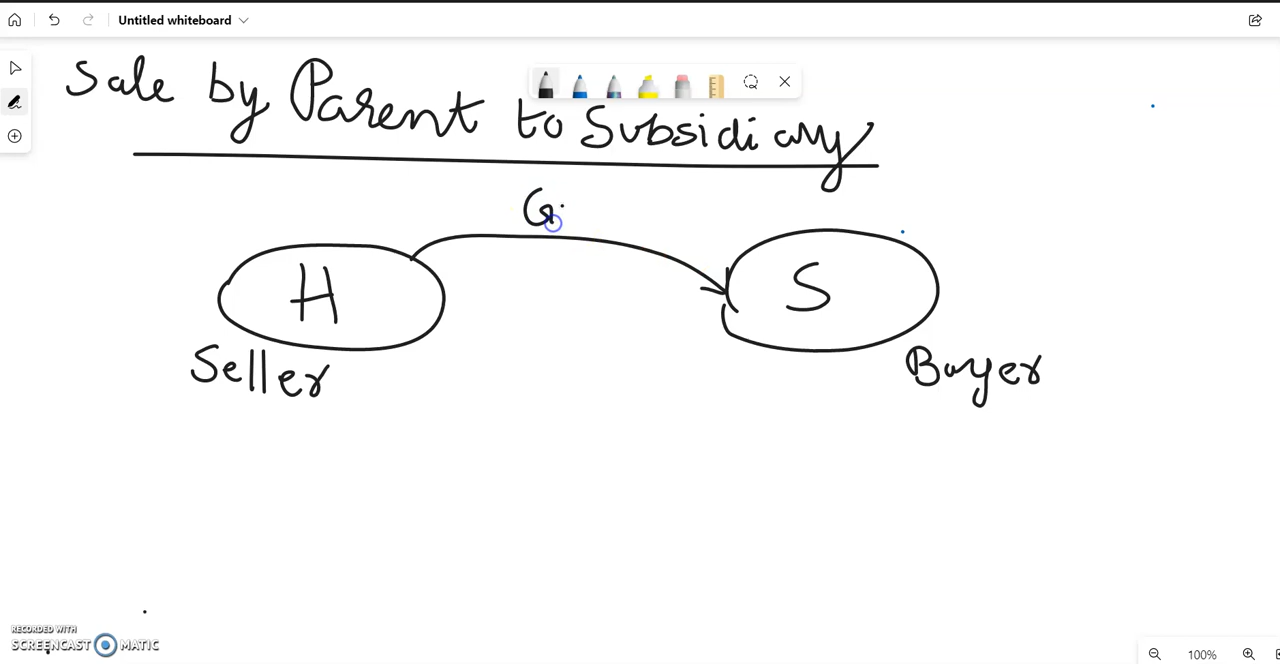 Untitled whiteboard
Sale by Parent to Subsidiary
G
H
S
Seller
Buyer
RECORDED WITH
SCREENCAST MATIC
100%